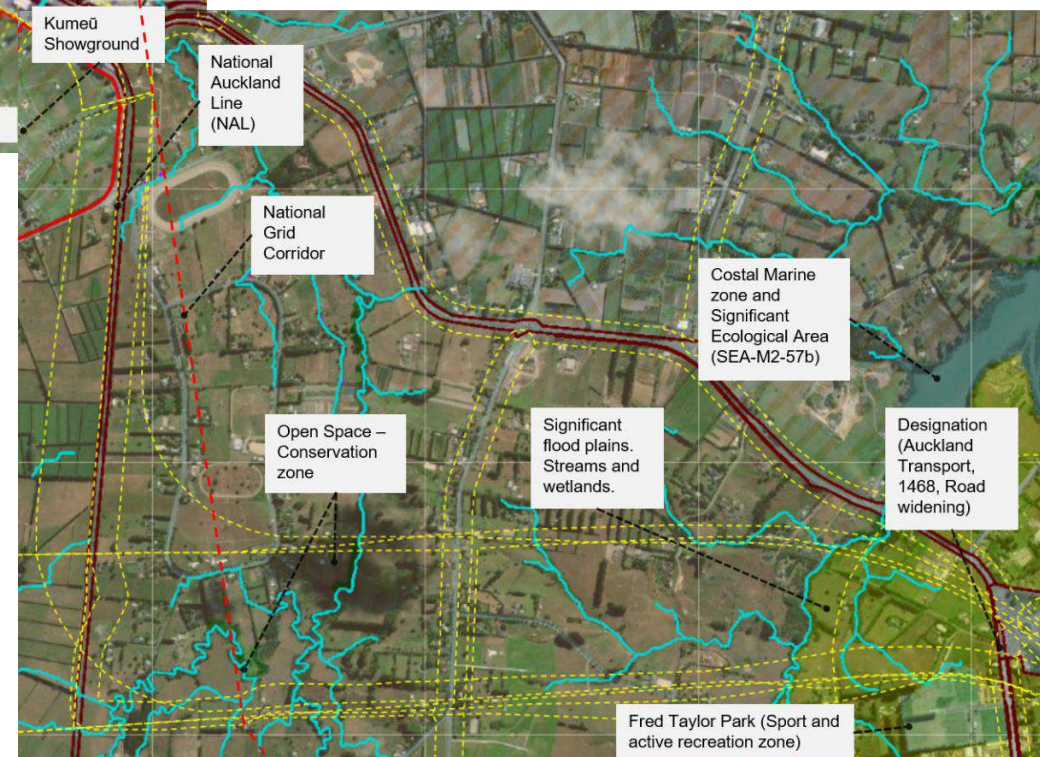 Kumeū
Showground
National
Auckland
Line
(NAL)
National
Grid
Corridor
Costal Marine
zone and
Significant
Ecological Area
(SEA-M2-57b)
Open Space –
Conservation
zone
Significant
flood plains.
Streams and
wetlands.
Designation
(Auckland
Transport,
1468, Road
widening)
Fred Taylor Park (Sport and
active recreation zone)